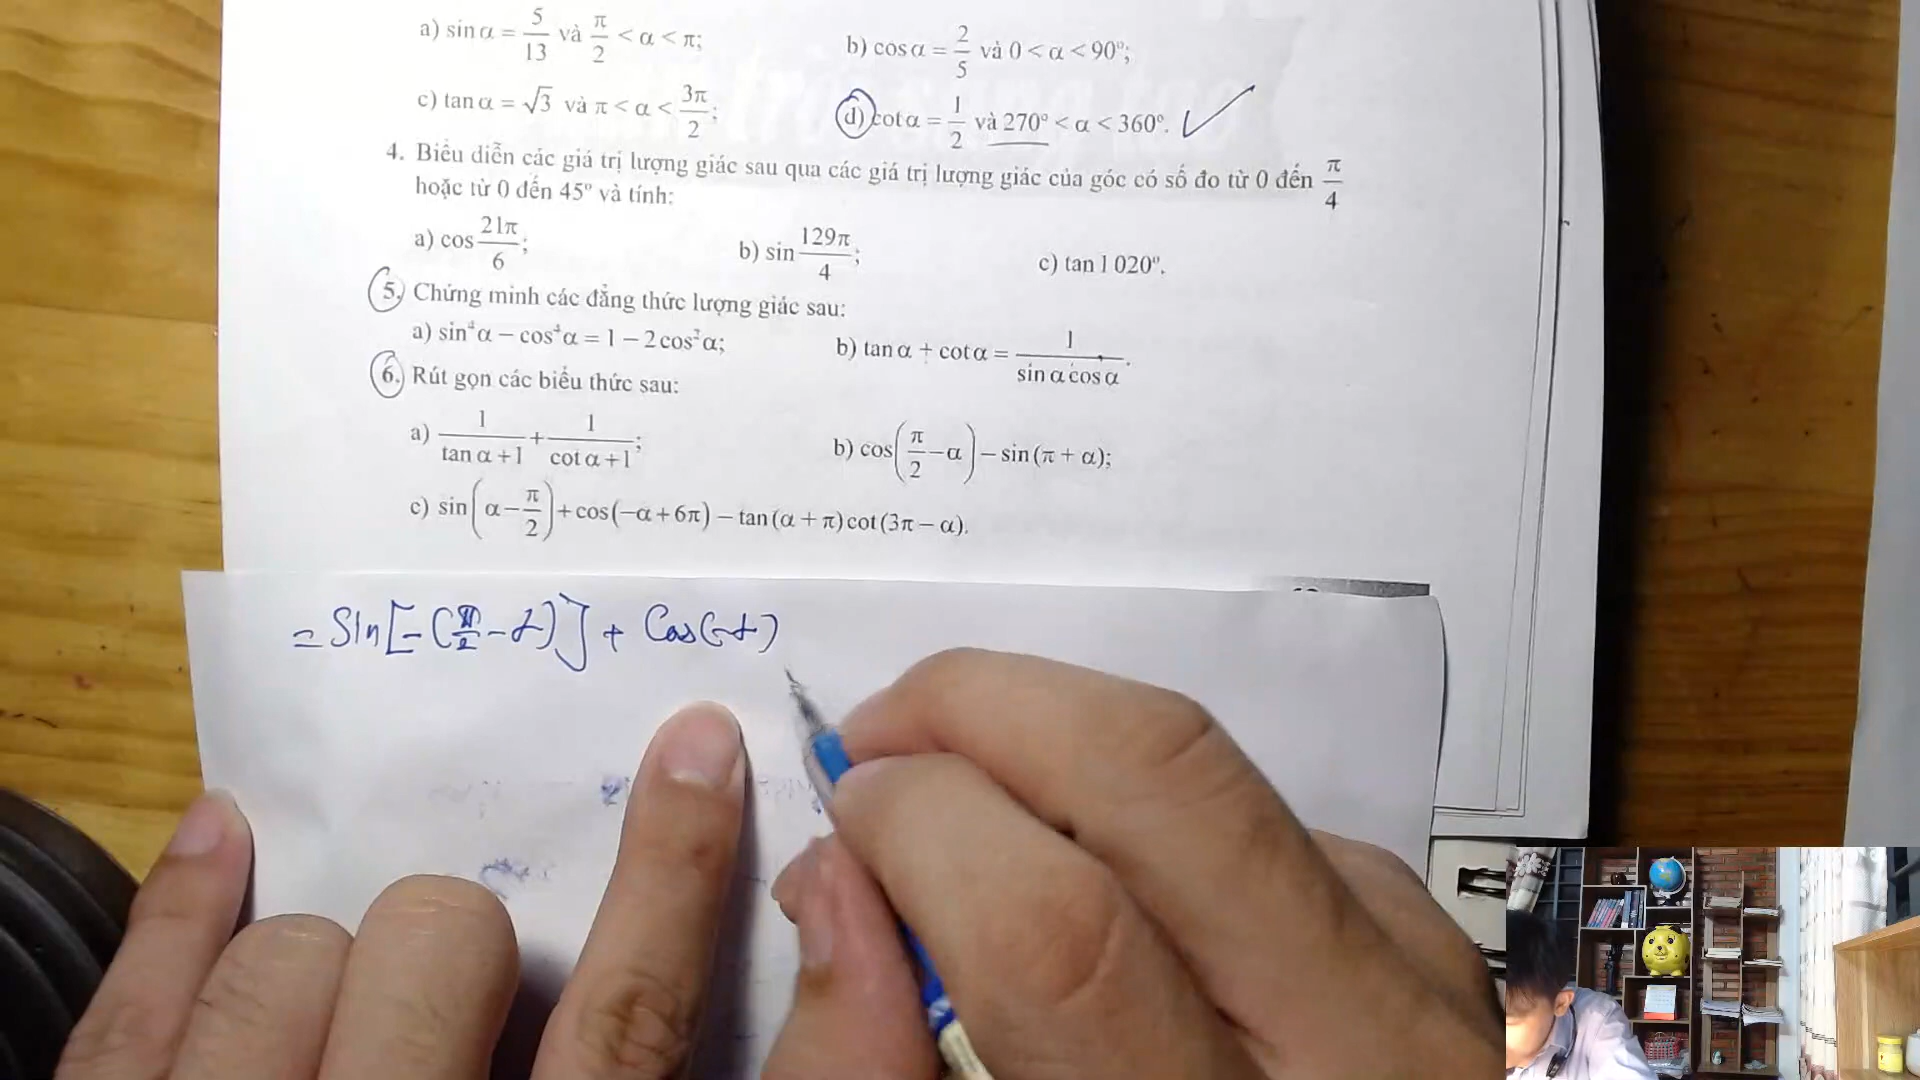 a) sin α = 5/13 và π/2 < α < π;
b) cos α = 2/5 và 0 < α < 90°;
c) tan α = √3 và π < α < 3π/2;
d) cot α = 1/2 và 270° < α < 360°.
4. Biểu diễn các giá trị lượng giác sau qua các giá trị lượng giác của góc có số đo từ 0 đến π/4
hoặc từ 0 đến 45° và tính:
a) cos 21π/6;
b) sin 129π/4;
c) tan 1 020°.
5. Chứng minh các đẳng thức lượng giác sau:
a) sin⁴α − cos⁴α = 1 − 2cos²α;
b) tan α + cot α = 1/(sin α cos α).
6. Rút gọn các biểu thức sau:
a) 1/(tan α + 1) + 1/(cot α + 1);
b) cos(π/2 − α) − sin(π + α);
c) sin(α − π/2) + cos(−α + 6π) − tan(α + π)cot(3π − α).
= Sin[−(π/2 − α)] + Cos(−α)